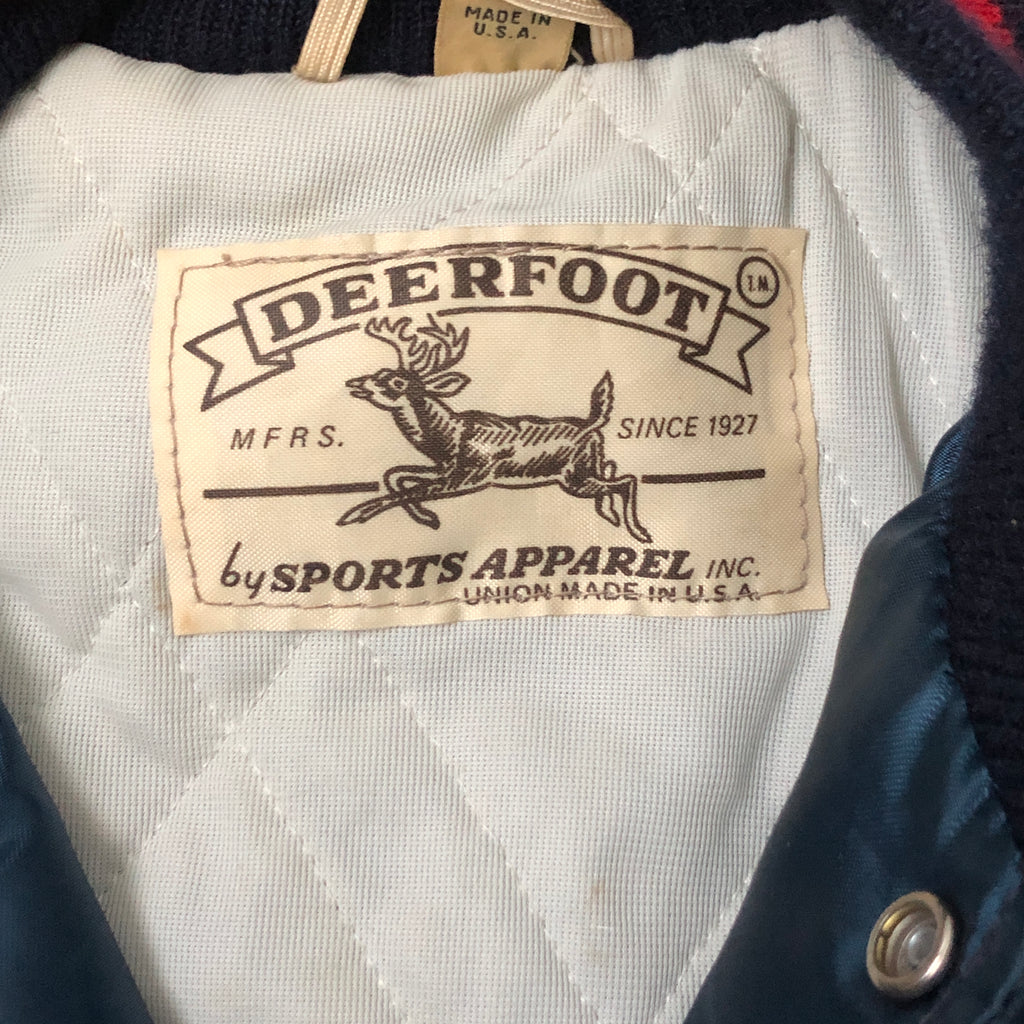 MADE IN
U.S.A.
DEERFOOT
T.M.
MFRS.
SINCE 1927
by SPORTS APPAREL INC.
UNION MADE IN U.S.A.